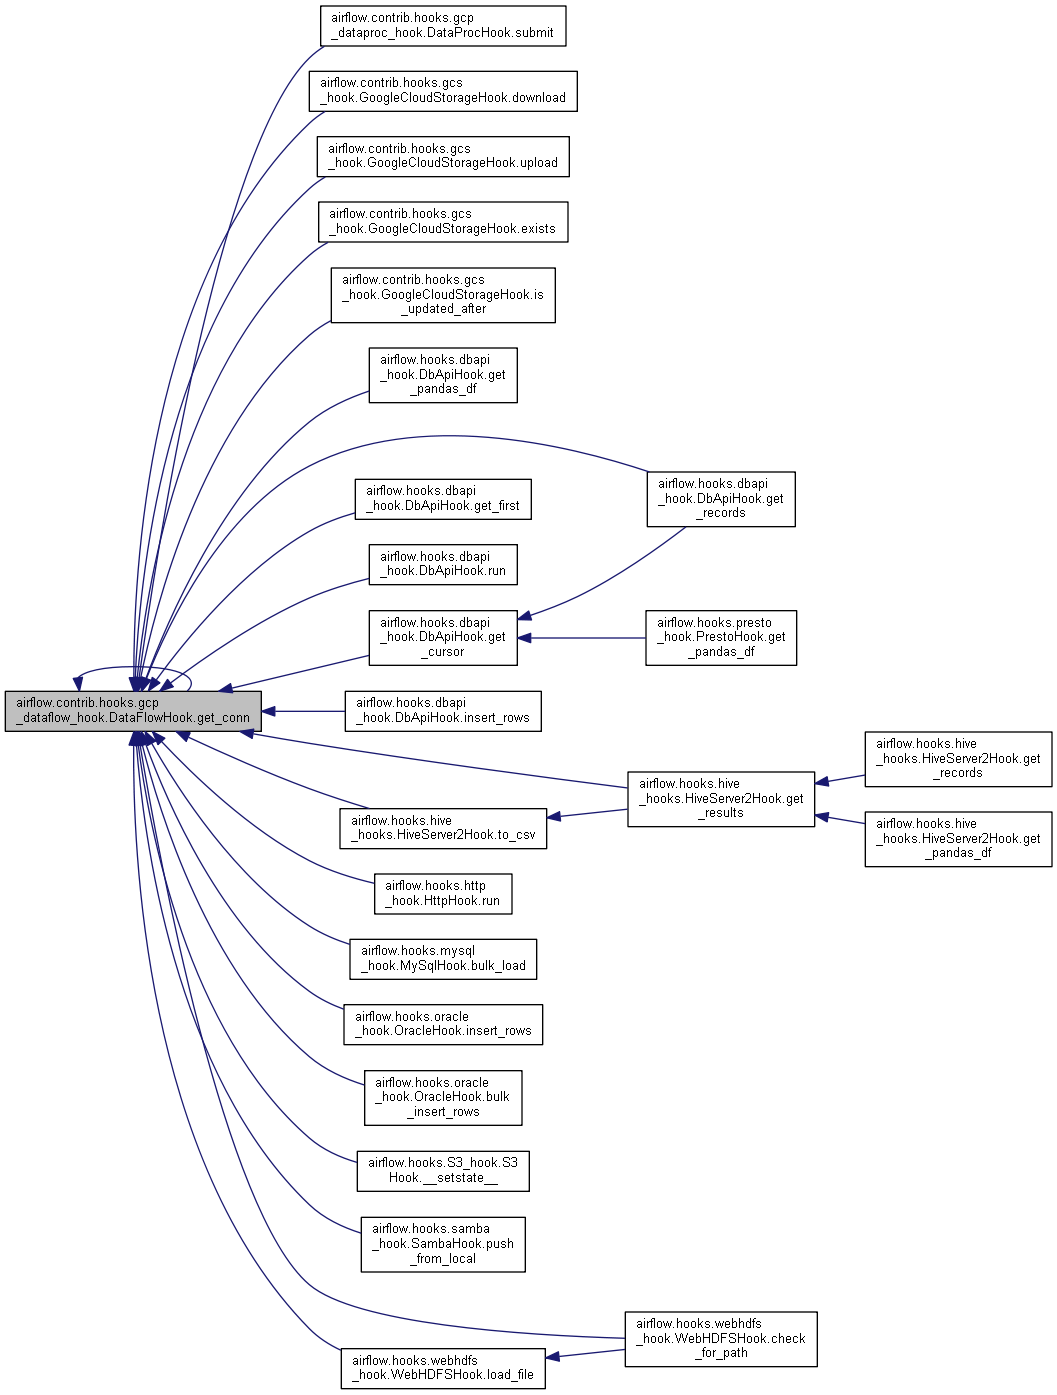 airflow.contrib.hooks.gcp
_dataproc_hook.DataProcHook.submit
airflow.contrib.hooks.gcs
_hook.GoogleCloudStorageHook.download
airflow.contrib.hooks.gcs
_hook.GoogleCloudStorageHook.upload
airflow.contrib.hooks.gcs
_hook.GoogleCloudStorageHook.exists
airflow.contrib.hooks.gcs
_hook.GoogleCloudStorageHook.is
_updated_after
airflow.hooks.dbapi
_hook.DbApiHook.get
_pandas_df
airflow.hooks.dbapi
_hook.DbApiHook.get
_records
airflow.hooks.dbapi
_hook.DbApiHook.get_first
airflow.hooks.dbapi
_hook.DbApiHook.run
airflow.hooks.dbapi
_hook.DbApiHook.get
_cursor
airflow.hooks.presto
_hook.PrestoHook.get
_pandas_df
airflow.contrib.hooks.gcp
_dataflow_hook.DataFlowHook.get_conn
airflow.hooks.dbapi
_hook.DbApiHook.insert_rows
airflow.hooks.hive
_hooks.HiveServer2Hook.get
_records
airflow.hooks.hive
_hooks.HiveServer2Hook.get
_results
airflow.hooks.hive
_hooks.HiveServer2Hook.to_csv
airflow.hooks.hive
_hooks.HiveServer2Hook.get
_pandas_df
airflow.hooks.http
_hook.HttpHook.run
airflow.hooks.mysql
_hook.MySqlHook.bulk_load
airflow.hooks.oracle
_hook.OracleHook.insert_rows
airflow.hooks.oracle
_hook.OracleHook.bulk
_insert_rows
airflow.hooks.S3_hook.S3
Hook.__setstate__
airflow.hooks.samba
_hook.SambaHook.push
_from_local
airflow.hooks.webhdfs
_hook.WebHDFSHook.check
_for_path
airflow.hooks.webhdfs
_hook.WebHDFSHook.load_file